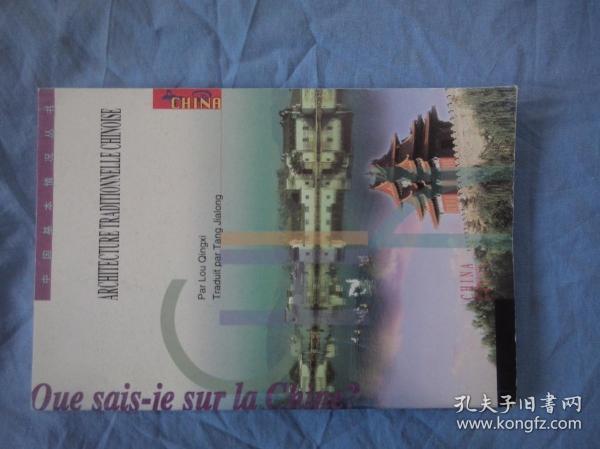 中国基本情况丛书
ARCHITECTURE TRADITIONNELLE CHINOISE
CHINA
Par Lou Qingxi
Traduit par Tang Jialong
CHINA
Que sais-je sur la Chine?
孔夫子旧书网
www.kongfz.com